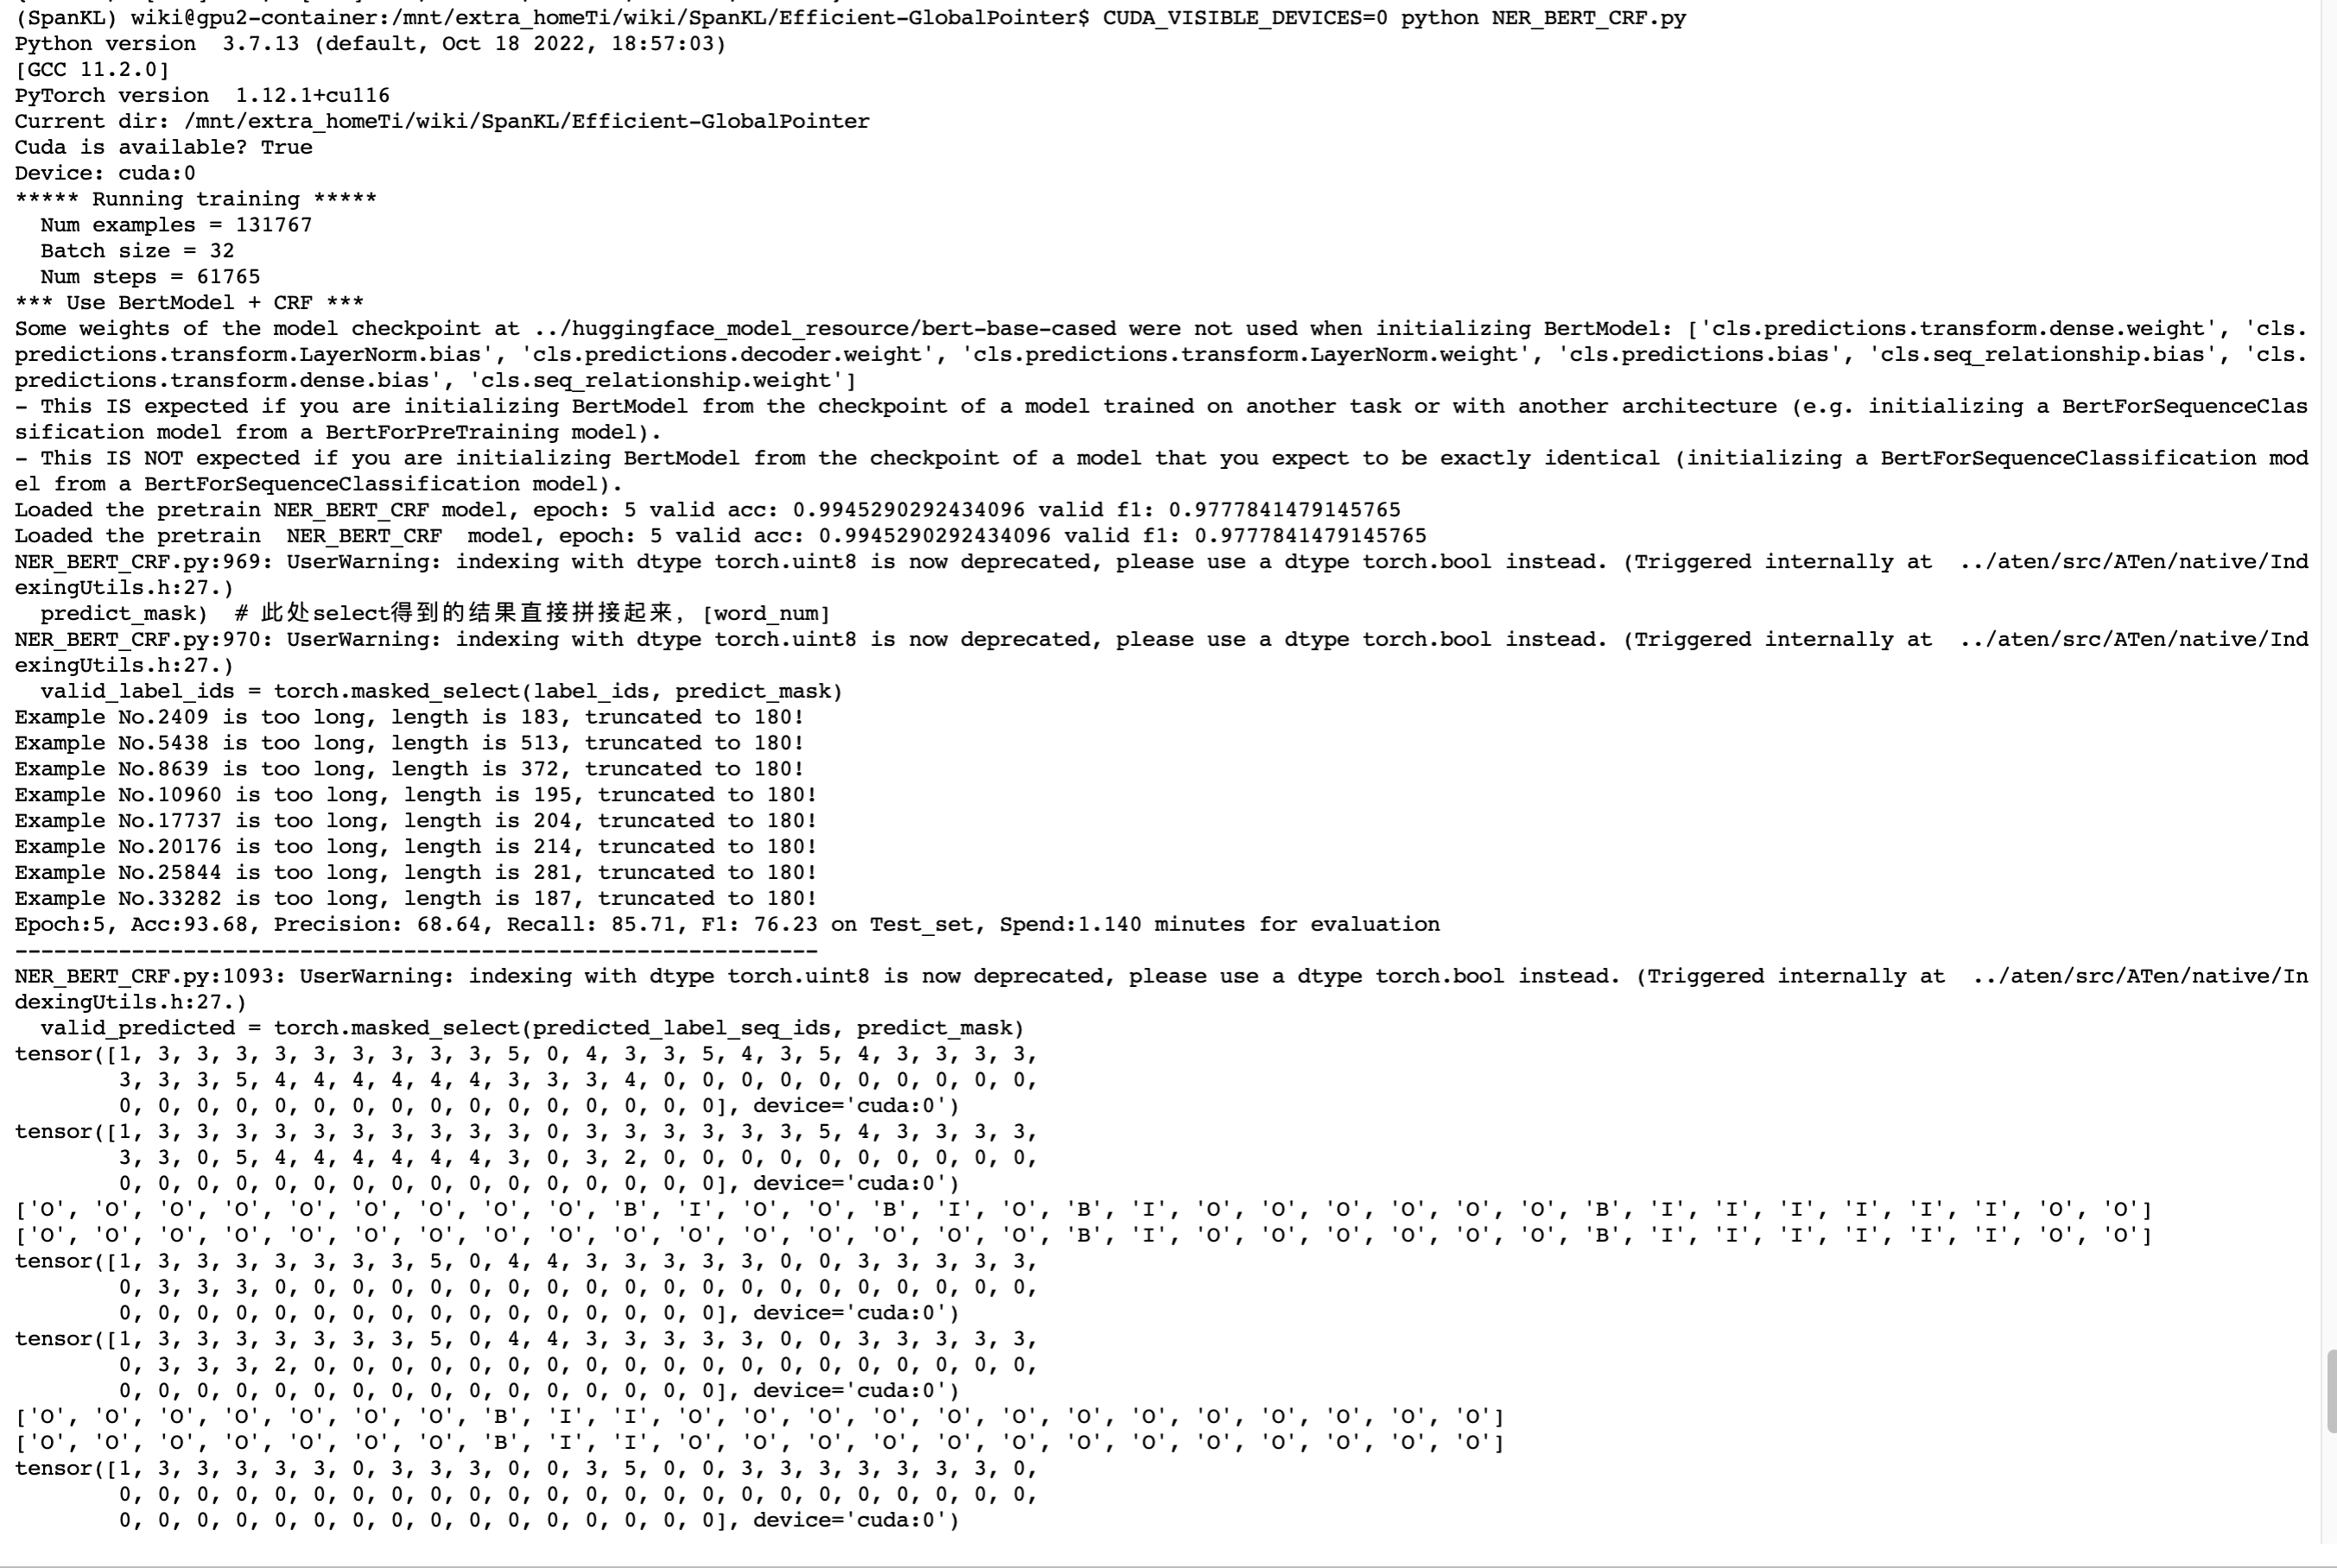 (SpanKL) wiki@gpu2-container:/mnt/extra_homeTi/wiki/SpanKL/Efficient-GlobalPointer$ CUDA_VISIBLE_DEVICES=0 python NER_BERT_CRF.py
Python version  3.7.13 (default, Oct 18 2022, 18:57:03)
[GCC 11.2.0]
PyTorch version  1.12.1+cu116
Current dir: /mnt/extra_homeTi/wiki/SpanKL/Efficient-GlobalPointer
Cuda is available? True
Device: cuda:0
***** Running training *****
  Num examples = 131767
  Batch size = 32
  Num steps = 61765
*** Use BertModel + CRF ***
Some weights of the model checkpoint at ../huggingface_model_resource/bert-base-cased were not used when initializing BertModel: ['cls.predictions.transform.dense.weight', 'cls.
predictions.transform.LayerNorm.bias', 'cls.predictions.decoder.weight', 'cls.predictions.transform.LayerNorm.weight', 'cls.predictions.bias', 'cls.seq_relationship.bias', 'cls.
predictions.transform.dense.bias', 'cls.seq_relationship.weight']
- This IS expected if you are initializing BertModel from the checkpoint of a model trained on another task or with another architecture (e.g. initializing a BertForSequenceClas
sification model from a BertForPreTraining model).
- This IS NOT expected if you are initializing BertModel from the checkpoint of a model that you expect to be exactly identical (initializing a BertForSequenceClassification mod
el from a BertForSequenceClassification model).
Loaded the pretrain NER_BERT_CRF model, epoch: 5 valid acc: 0.9945290292434096 valid f1: 0.9777841479145765
Loaded the pretrain  NER_BERT_CRF  model, epoch: 5 valid acc: 0.9945290292434096 valid f1: 0.9777841479145765
NER_BERT_CRF.py:969: UserWarning: indexing with dtype torch.uint8 is now deprecated, please use a dtype torch.bool instead. (Triggered internally at  ../aten/src/ATen/native/Ind
exingUtils.h:27.)
  predict_mask)  # 此处select得到的结果直接拼接起来，[word_num]
NER_BERT_CRF.py:970: UserWarning: indexing with dtype torch.uint8 is now deprecated, please use a dtype torch.bool instead. (Triggered internally at  ../aten/src/ATen/native/Ind
exingUtils.h:27.)
  valid_label_ids = torch.masked_select(label_ids, predict_mask)
Example No.2409 is too long, length is 183, truncated to 180!
Example No.5438 is too long, length is 513, truncated to 180!
Example No.8639 is too long, length is 372, truncated to 180!
Example No.10960 is too long, length is 195, truncated to 180!
Example No.17737 is too long, length is 204, truncated to 180!
Example No.20176 is too long, length is 214, truncated to 180!
Example No.25844 is too long, length is 281, truncated to 180!
Example No.33282 is too long, length is 187, truncated to 180!
Epoch:5, Acc:93.68, Precision: 68.64, Recall: 85.71, F1: 76.23 on Test_set, Spend:1.140 minutes for evaluation
--------------------------------------------------------------
NER_BERT_CRF.py:1093: UserWarning: indexing with dtype torch.uint8 is now deprecated, please use a dtype torch.bool instead. (Triggered internally at  ../aten/src/ATen/native/In
dexingUtils.h:27.)
  valid_predicted = torch.masked_select(predicted_label_seq_ids, predict_mask)
tensor([1, 3, 3, 3, 3, 3, 3, 3, 3, 3, 5, 0, 4, 3, 3, 5, 4, 3, 5, 4, 3, 3, 3, 3,
        3, 3, 3, 5, 4, 4, 4, 4, 4, 4, 3, 3, 3, 4, 0, 0, 0, 0, 0, 0, 0, 0, 0, 0,
        0, 0, 0, 0, 0, 0, 0, 0, 0, 0, 0, 0, 0, 0, 0, 0], device='cuda:0')
tensor([1, 3, 3, 3, 3, 3, 3, 3, 3, 3, 3, 0, 3, 3, 3, 3, 3, 3, 5, 4, 3, 3, 3, 3,
        3, 3, 0, 5, 4, 4, 4, 4, 4, 4, 3, 0, 3, 2, 0, 0, 0, 0, 0, 0, 0, 0, 0, 0,
        0, 0, 0, 0, 0, 0, 0, 0, 0, 0, 0, 0, 0, 0, 0, 0], device='cuda:0')
['O', 'O', 'O', 'O', 'O', 'O', 'O', 'O', 'O', 'B', 'I', 'O', 'O', 'B', 'I', 'O', 'B', 'I', 'O', 'O', 'O', 'O', 'O', 'O', 'B', 'I', 'I', 'I', 'I', 'I', 'I', 'O', 'O']
['O', 'O', 'O', 'O', 'O', 'O', 'O', 'O', 'O', 'O', 'O', 'O', 'O', 'O', 'O', 'O', 'B', 'I', 'O', 'O', 'O', 'O', 'O', 'O', 'B', 'I', 'I', 'I', 'I', 'I', 'I', 'O', 'O']
tensor([1, 3, 3, 3, 3, 3, 3, 3, 5, 0, 4, 4, 3, 3, 3, 3, 3, 0, 0, 3, 3, 3, 3, 3,
        0, 3, 3, 3, 0, 0, 0, 0, 0, 0, 0, 0, 0, 0, 0, 0, 0, 0, 0, 0, 0, 0, 0, 0,
        0, 0, 0, 0, 0, 0, 0, 0, 0, 0, 0, 0, 0, 0, 0, 0], device='cuda:0')
tensor([1, 3, 3, 3, 3, 3, 3, 3, 5, 0, 4, 4, 3, 3, 3, 3, 3, 0, 0, 3, 3, 3, 3, 3,
        0, 3, 3, 3, 2, 0, 0, 0, 0, 0, 0, 0, 0, 0, 0, 0, 0, 0, 0, 0, 0, 0, 0, 0,
        0, 0, 0, 0, 0, 0, 0, 0, 0, 0, 0, 0, 0, 0, 0, 0], device='cuda:0')
['O', 'O', 'O', 'O', 'O', 'O', 'O', 'B', 'I', 'I', 'O', 'O', 'O', 'O', 'O', 'O', 'O', 'O', 'O', 'O', 'O', 'O', 'O']
['O', 'O', 'O', 'O', 'O', 'O', 'O', 'B', 'I', 'I', 'O', 'O', 'O', 'O', 'O', 'O', 'O', 'O', 'O', 'O', 'O', 'O', 'O']
tensor([1, 3, 3, 3, 3, 3, 0, 3, 3, 3, 0, 0, 3, 5, 0, 0, 3, 3, 3, 3, 3, 3, 3, 0,
        0, 0, 0, 0, 0, 0, 0, 0, 0, 0, 0, 0, 0, 0, 0, 0, 0, 0, 0, 0, 0, 0, 0, 0,
        0, 0, 0, 0, 0, 0, 0, 0, 0, 0, 0, 0, 0, 0, 0, 0], device='cuda:0')